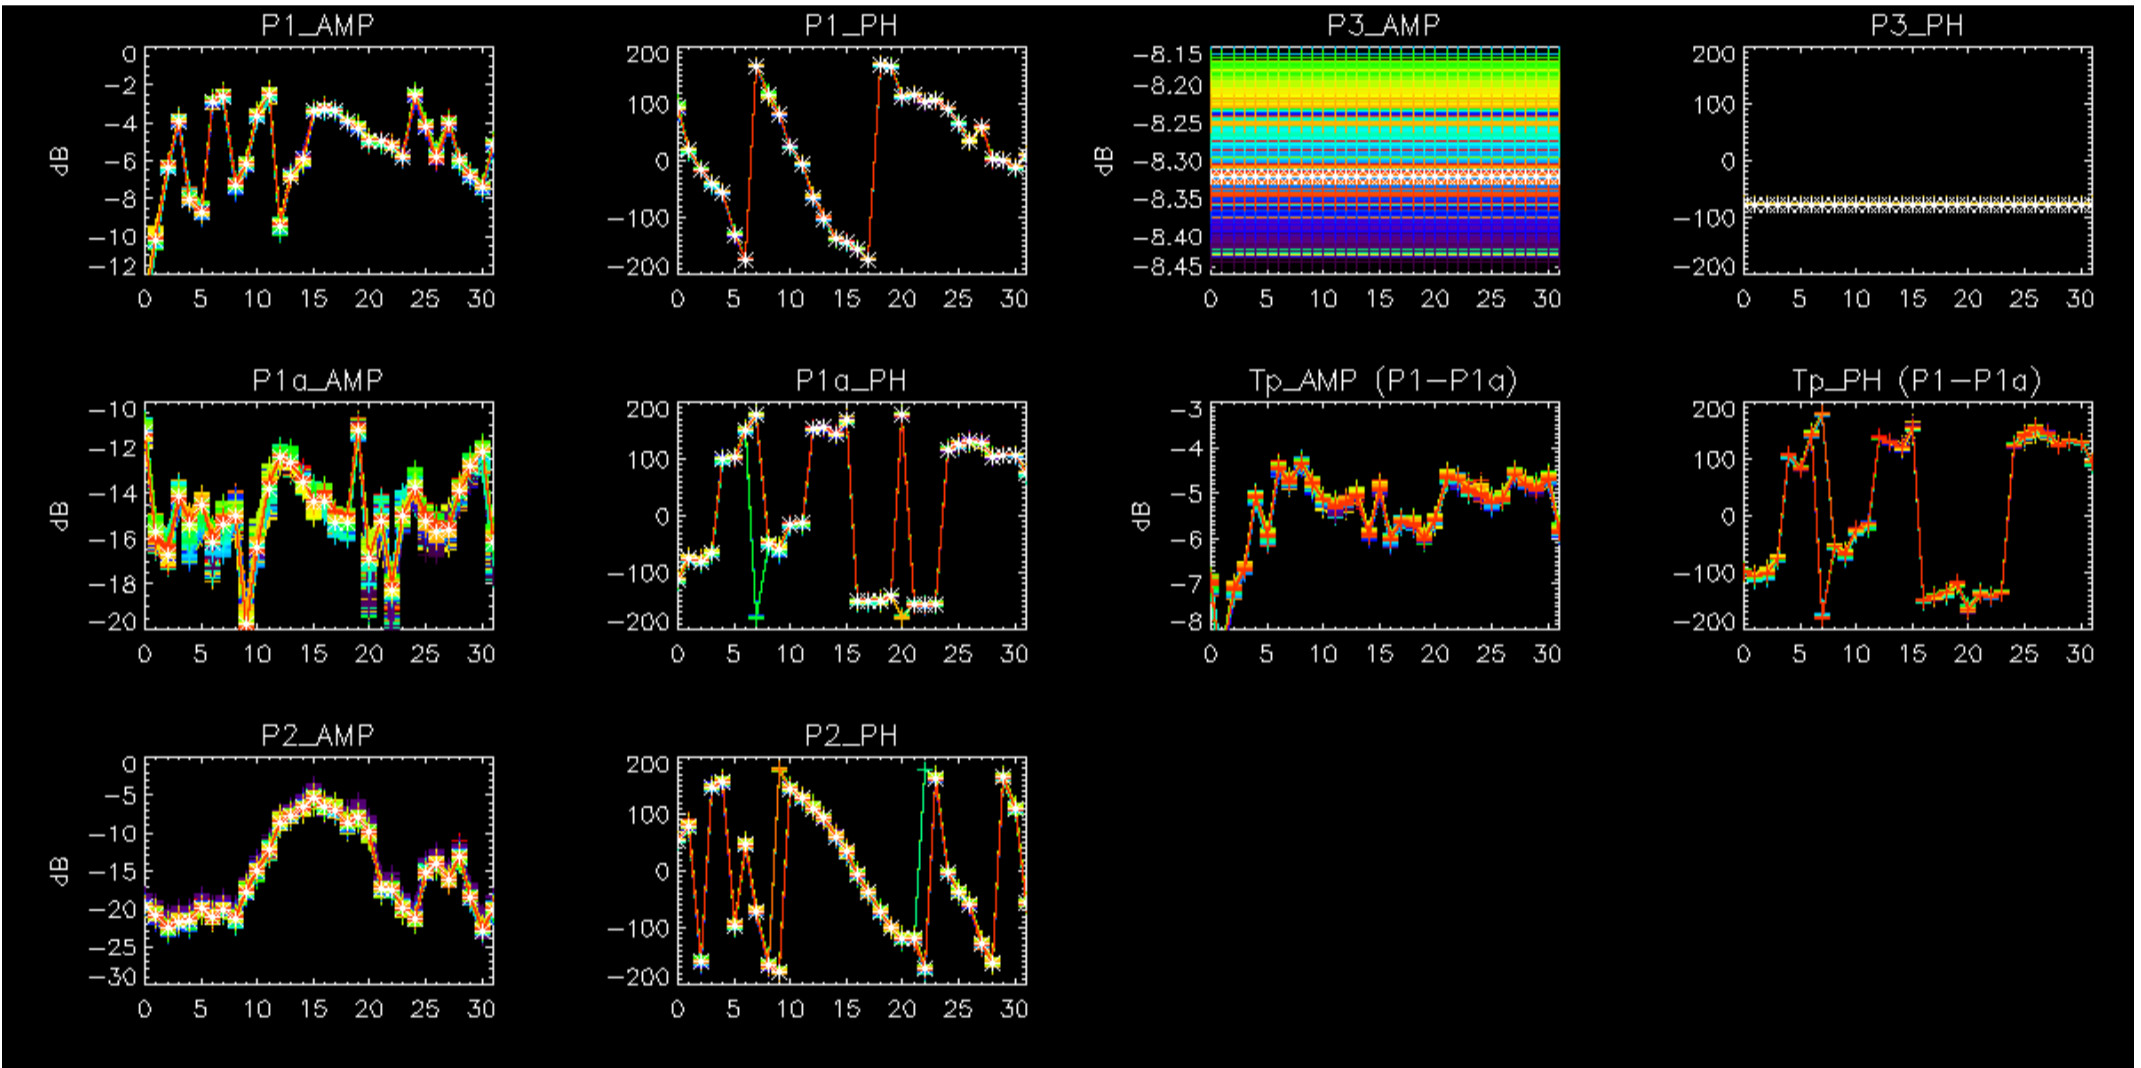 P1_AMP
0
-2
-4
-6
-8
-10
-12
dB
0 5 10 15 20 25 30
P1_PH
200
100
0
-100
-200
0 5 10 15 20 25 30
P3_AMP
-8.15
-8.20
-8.25
-8.30
-8.35
-8.40
-8.45
dB
0 5 10 15 20 25 30
P3_PH
200
100
0
-100
-200
0 5 10 15 20 25 30
P1a_AMP
-10
-12
-14
-16
-18
-20
dB
0 5 10 15 20 25 30
P1a_PH
200
100
0
-100
-200
0 5 10 15 20 25 30
Tp_AMP (P1-P1a)
-3
-4
-5
-6
-7
-8
dB
0 5 10 15 20 25 30
Tp_PH (P1-P1a)
200
100
0
-100
-200
0 5 10 15 20 25 30
P2_AMP
0
-5
-10
-15
-20
-25
-30
dB
0 5 10 15 20 25 30
P2_PH
200
100
0
-100
-200
0 5 10 15 20 25 30